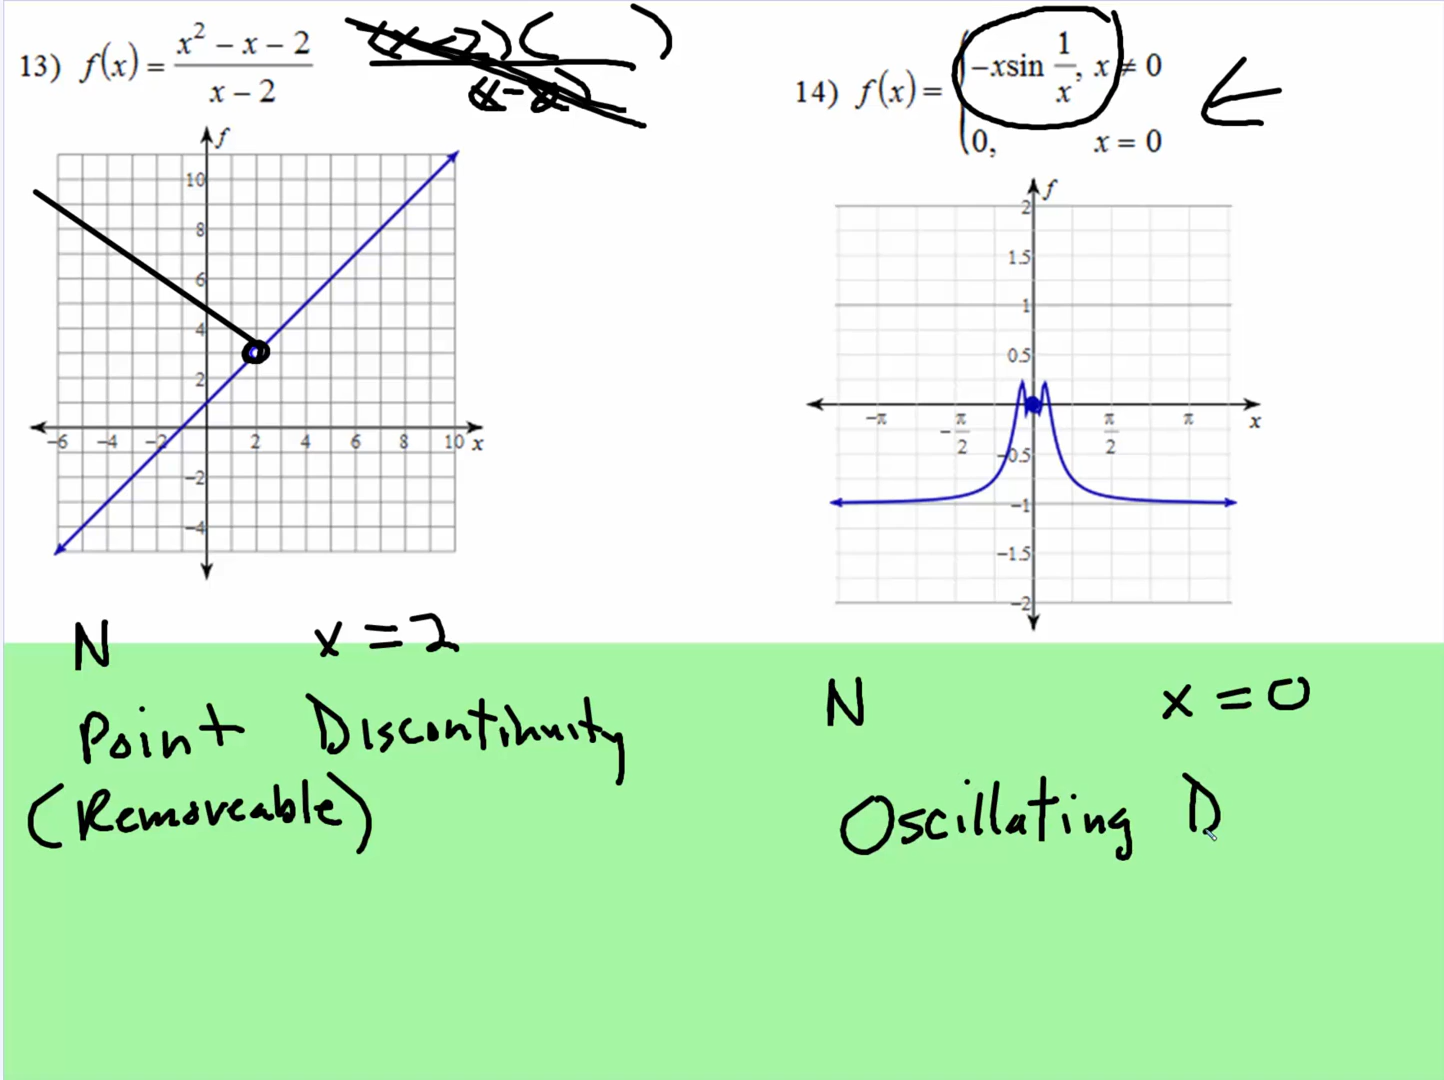 13) f(x) = (x² − x − 2)/(x − 2)
(x − 2)( )
(x − 2)
f
10
8
6
4
2
−6 −4 −2 2 4 6 8 10 x
−2
−4
N x = 2
Point Discontinuity
(Removeable)
14) f(x) = { −x sin 1/x, x ≠ 0
0, x = 0
f
2
1.5
1
0.5
−π −π/2 π/2 π x
−0.5
−1
−1.5
−2
N x = 0
Oscillating D